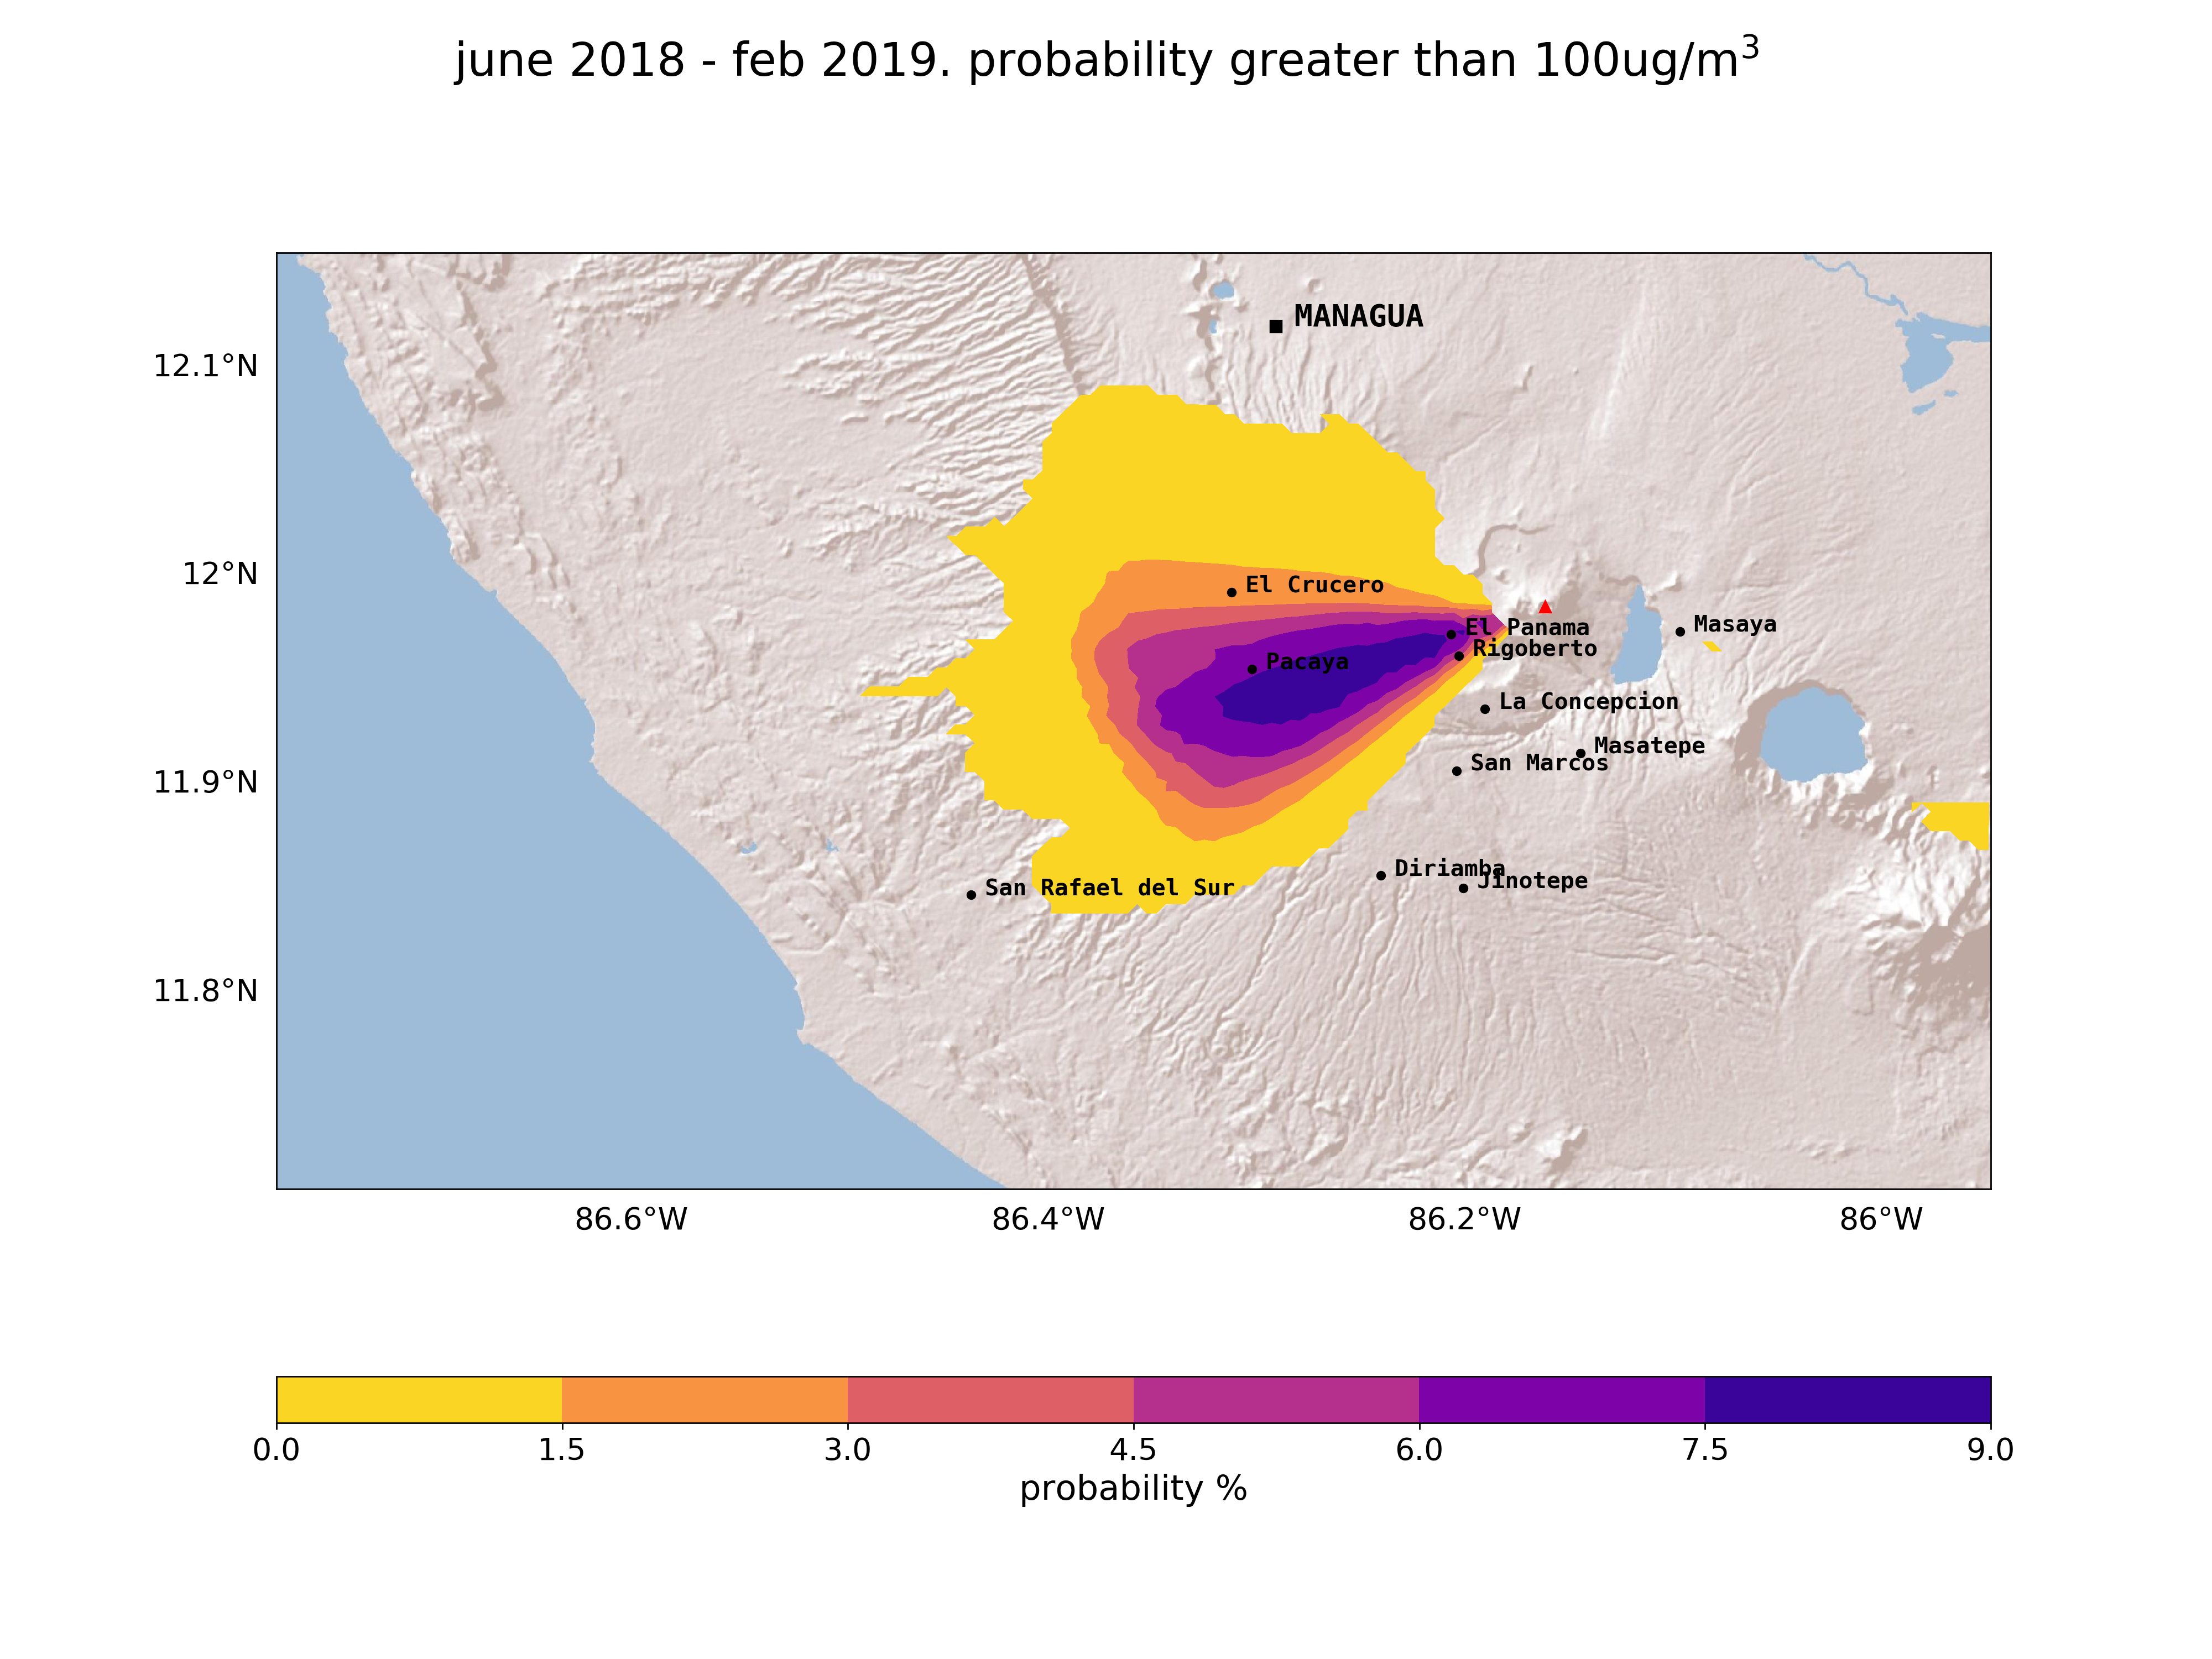 june 2018 - feb 2019. probability greater than 100ug/m³
MANAGUA
12.1°N
12°N
El Crucero
Masaya
El Panama
Rigoberto
Pacaya
La Concepcion
Masatepe
San Marcos
11.9°N
Diriamba
Jinotepe
San Rafael del Sur
11.8°N
86.6°W 86.4°W 86.2°W 86°W
0.0 1.5 3.0 4.5 6.0 7.5 9.0
probability %